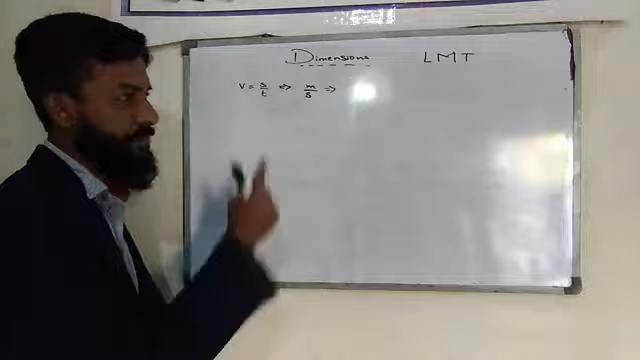 Dimensions LMT
V = s/t ⇔ m/s ⇒